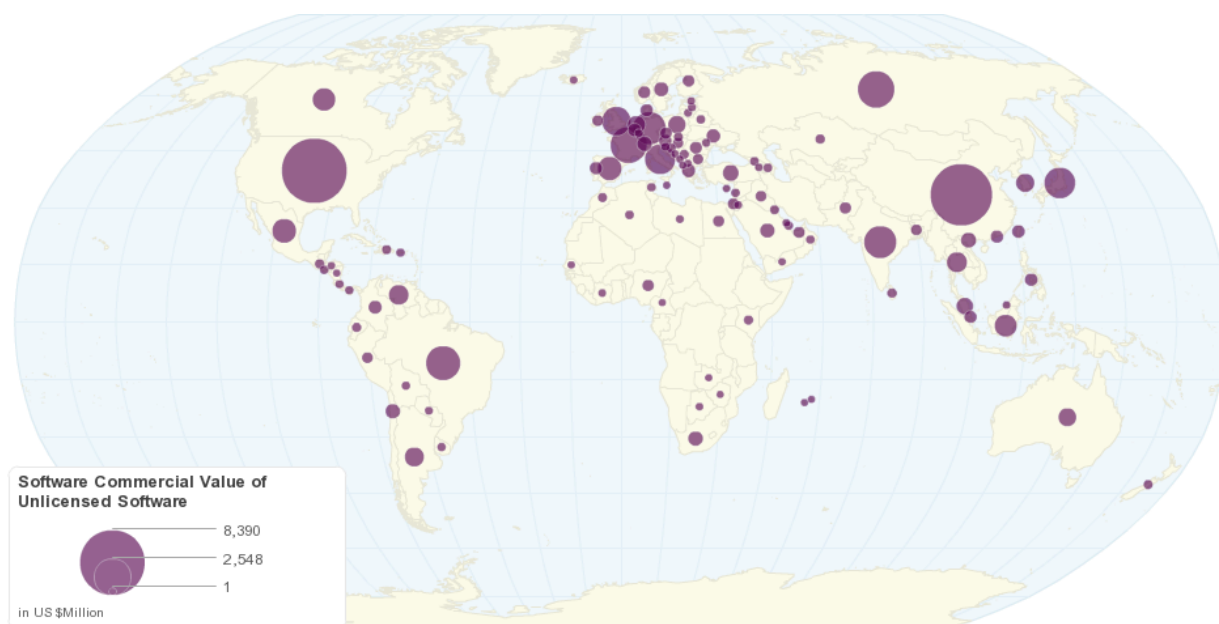 Software Commercial Value of
Unlicensed Software
8,390
2,548
1
in US $Million